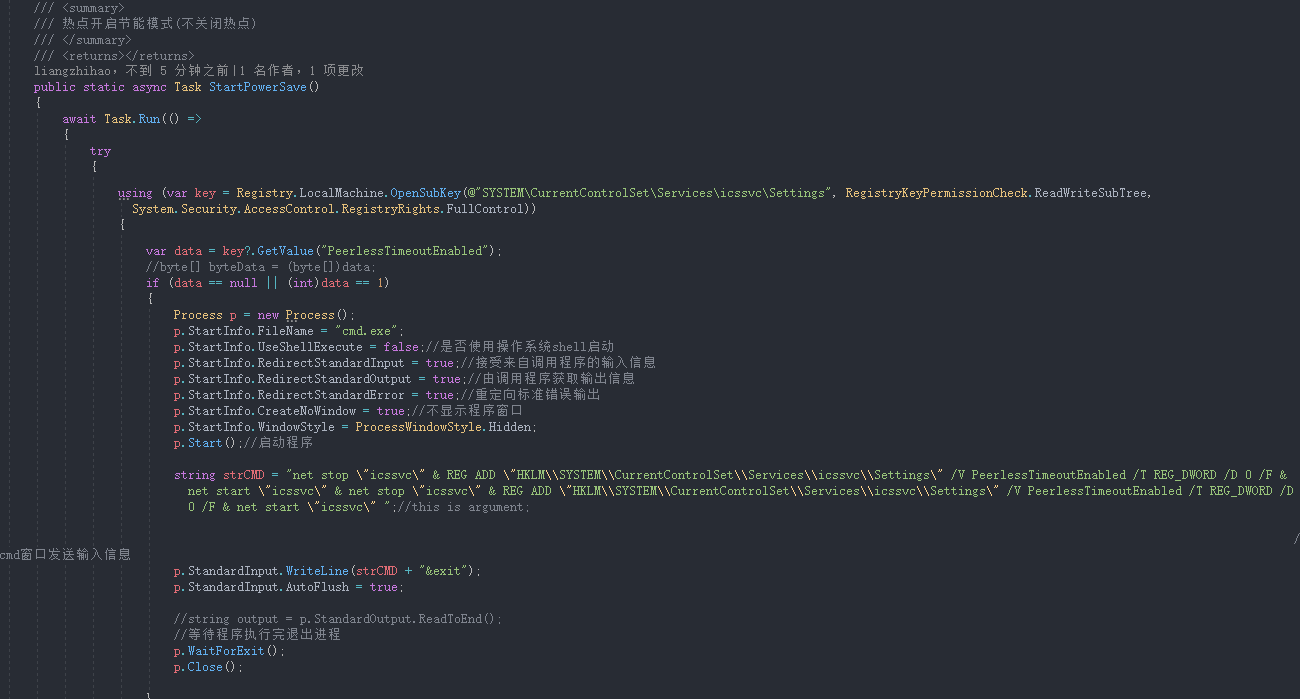 /// <summary>
/// 热点开启节能模式(不关闭热点)
/// </summary>
/// <returns></returns>
liangzhihao，不到 5 分钟之前|1 名作者，1 项更改
public static async Task StartPowerSave()
{
await Task.Run(() =>
{
try
{
using (var key = Registry.LocalMachine.OpenSubKey(@"SYSTEM\CurrentControlSet\Services\icssvc\Settings", RegistryKeyPermissionCheck.ReadWriteSubTree,
System.Security.AccessControl.RegistryRights.FullControl))
{
var data = key?.GetValue("PeerlessTimeoutEnabled");
//byte[] byteData = (byte[])data;
if (data == null || (int)data == 1)
{
Process p = new Process();
p.StartInfo.FileName = "cmd.exe";
p.StartInfo.UseShellExecute = false;//是否使用操作系统shell启动
p.StartInfo.RedirectStandardInput = true;//接受来自调用程序的输入信息
p.StartInfo.RedirectStandardOutput = true;//由调用程序获取输出信息
p.StartInfo.RedirectStandardError = true;//重定向标准错误输出
p.StartInfo.CreateNoWindow = true;//不显示程序窗口
p.StartInfo.WindowStyle = ProcessWindowStyle.Hidden;
p.Start();//启动程序
string strCMD = "net stop \"icssvc\" & REG ADD \"HKLM\\SYSTEM\\CurrentControlSet\\Services\\icssvc\\Settings\" /V PeerlessTimeoutEnabled /T REG_DWORD /D 0 /F &
net start \"icssvc\" & net stop \"icssvc\" & REG ADD \"HKLM\\SYSTEM\\CurrentControlSet\\Services\\icssvc\\Settings\" /V PeerlessTimeoutEnabled /T REG_DWORD /D
0 /F & net start \"icssvc\" ";//this is argument;
/
cmd窗口发送输入信息
p.StandardInput.WriteLine(strCMD + "&exit");
p.StandardInput.AutoFlush = true;
//string output = p.StandardOutput.ReadToEnd();
//等待程序执行完退出进程
p.WaitForExit();
p.Close();
}